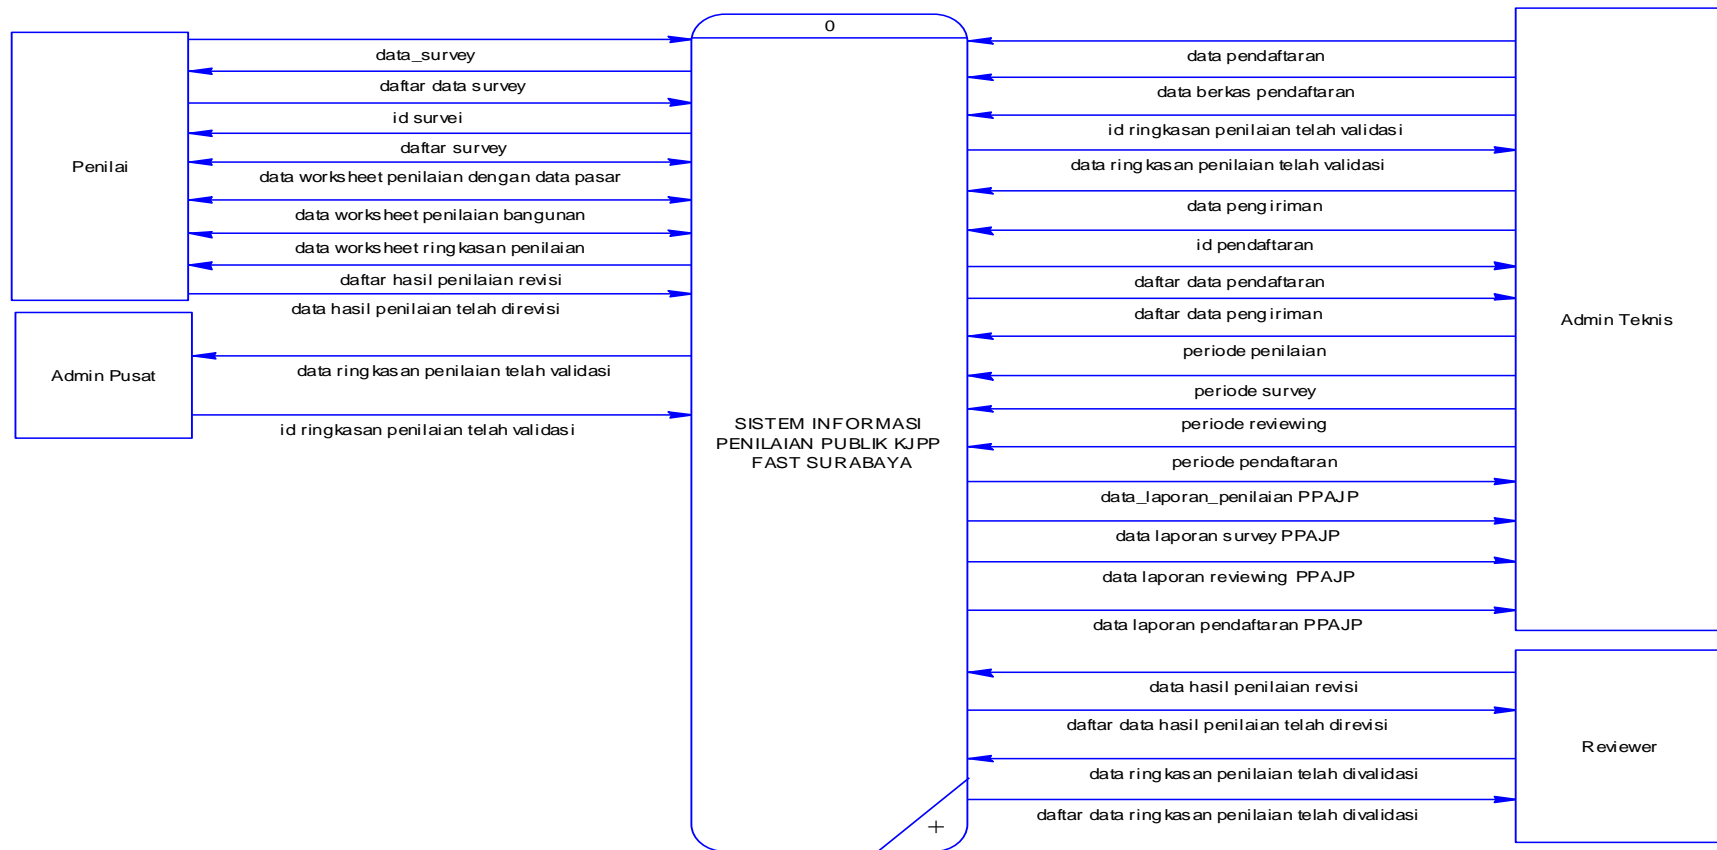 0
data_survey
daftar data survey
id survei
daftar survey
data worksheet penilaian dengan data pasar
data worksheet penilaian bangunan
data worksheet ringkasan penilaian
daftar hasil penilaian revisi
data hasil penilaian telah direvisi
Penilai
Admin Pusat
data ringkasan penilaian telah validasi
id ringkasan penilaian telah validasi
SISTEM INFORMASI
PENILAIAN PUBLIK KJPP
FAST SURABAYA
data pendaftaran
data berkas pendaftaran
id ringkasan penilaian telah validasi
data ringkasan penilaian telah validasi
data pengiriman
id pendaftaran
daftar data pendaftaran
daftar data pengiriman
periode penilaian
periode survey
periode reviewing
periode pendaftaran
data_laporan_penilaian PPAJP
data laporan survey PPAJP
data laporan reviewing PPAJP
data laporan pendaftaran PPAJP
Admin Teknis
data hasil penilaian revisi
daftar data hasil penilaian telah direvisi
data ringkasan penilaian telah divalidasi
daftar data ringkasan penilaian telah divalidasi
Reviewer
+